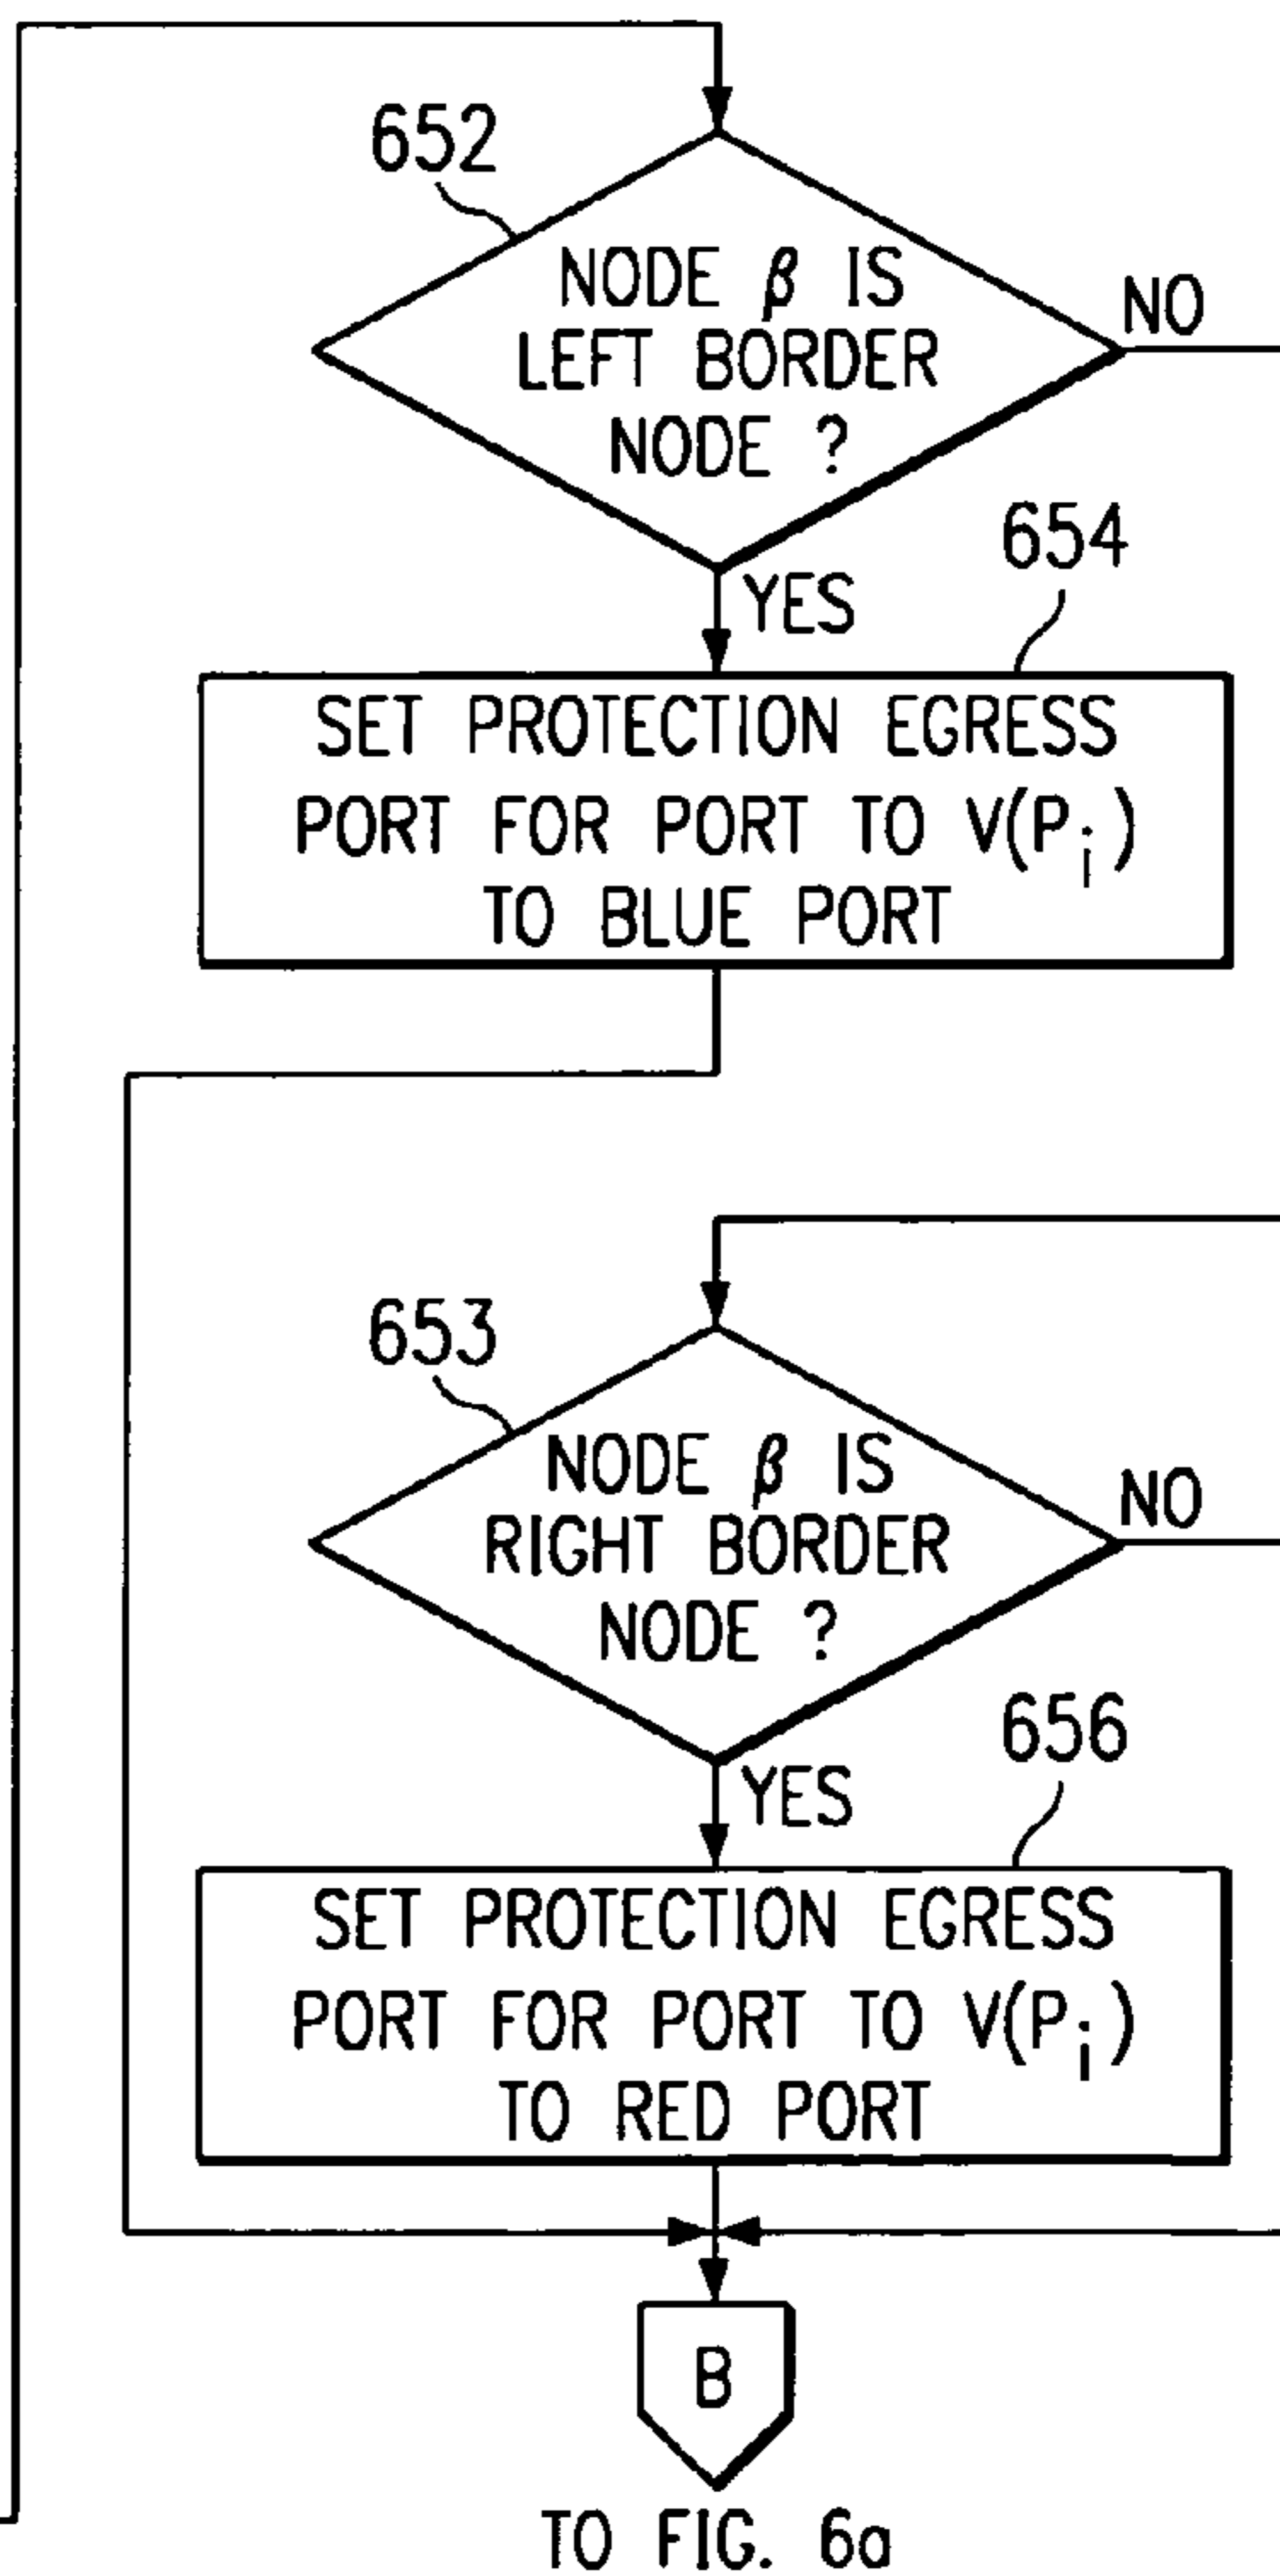 652
NODE β IS
LEFT BORDER
NODE ?
NO
YES
654
SET PROTECTION EGRESS
PORT FOR PORT TO V(Pi)
TO BLUE PORT
653
NODE β IS
RIGHT BORDER
NODE ?
NO
YES
656
SET PROTECTION EGRESS
PORT FOR PORT TO V(Pi)
TO RED PORT
B
TO FIG. 6a